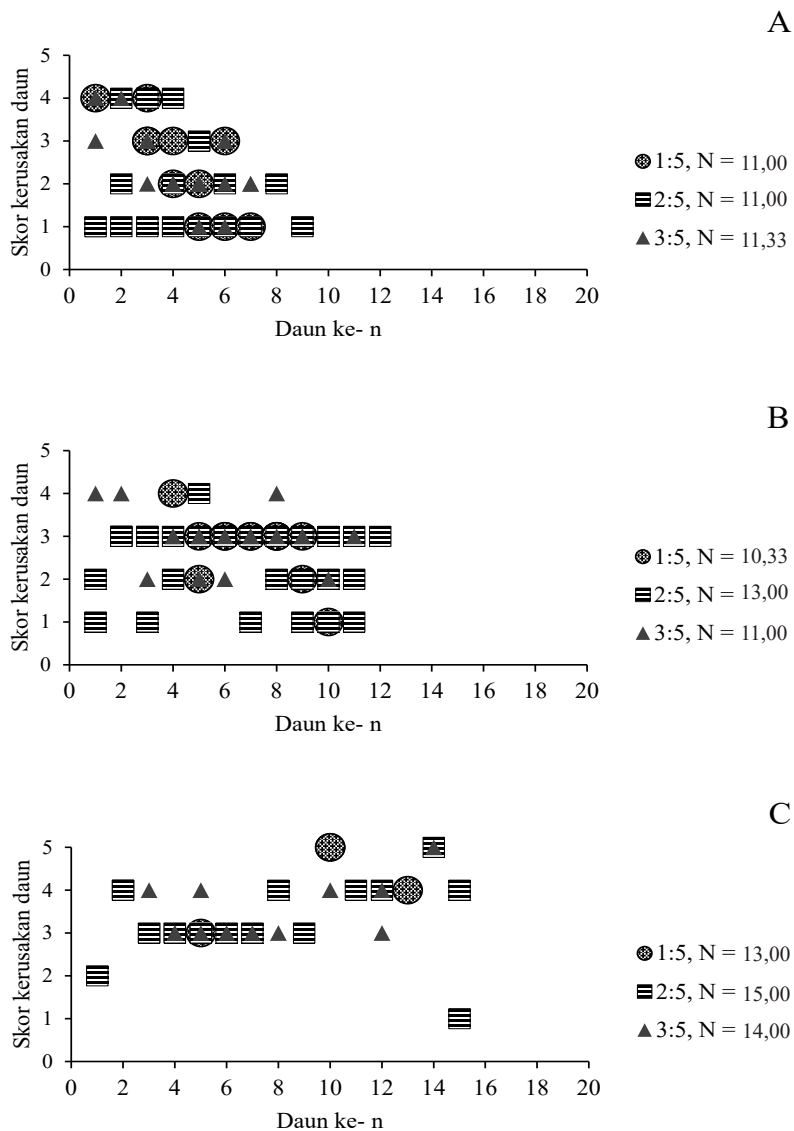 A
Skor kerusakan daun
5
4
3
2
1
0
0 2 4 6 8 10 12 14 16 18 20
Daun ke- n
1:5, N = 11,00
2:5, N = 11,00
3:5, N = 11,33
B
Skor kerusakan daun
5
4
3
2
1
0
0 2 4 6 8 10 12 14 16 18 20
Daun ke- n
1:5, N = 10,33
2:5, N = 13,00
3:5, N = 11,00
C
Skor kerusakan daun
5
4
3
2
1
0
0 2 4 6 8 10 12 14 16 18 20
Daun ke- n
1:5, N = 13,00
2:5, N = 15,00
3:5, N = 14,00